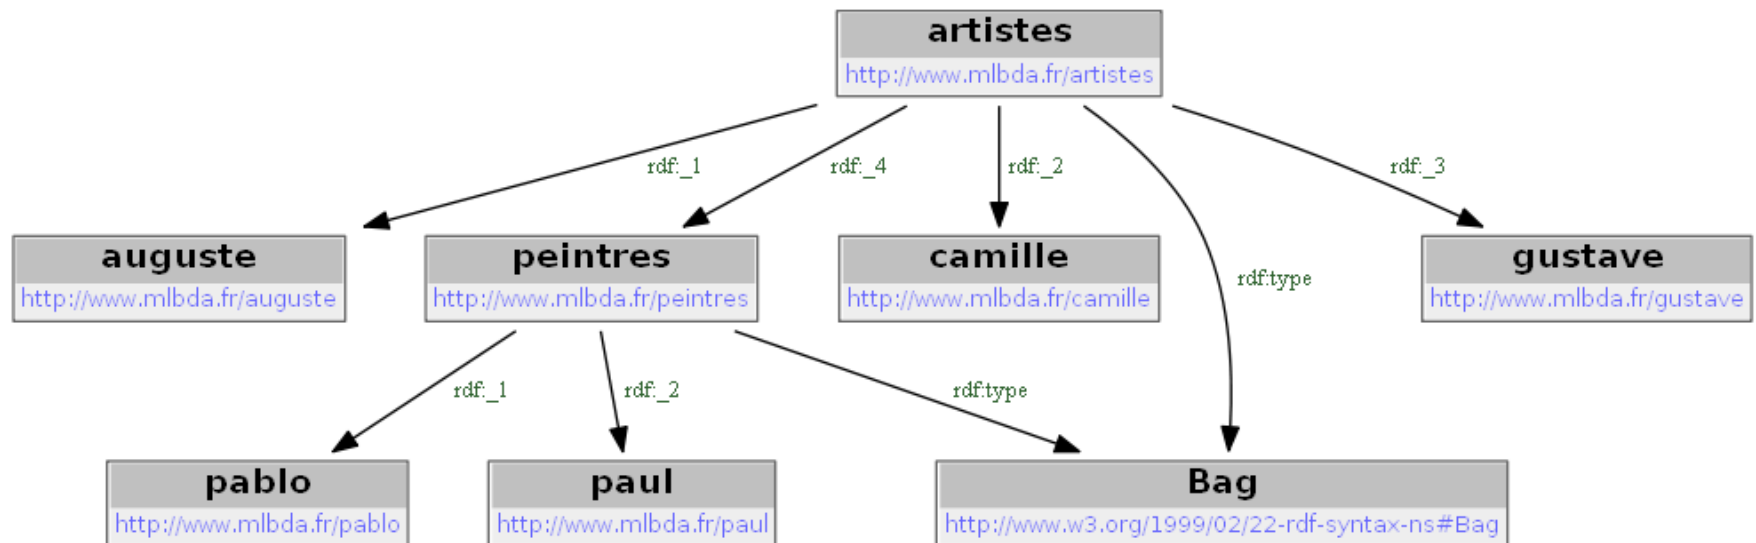 artistes
http://www.mlbda.fr/artistes
rdf:_1
rdf:_4
rdf:_2
rdf:_3
auguste
http://www.mlbda.fr/auguste
peintres
http://www.mlbda.fr/peintres
camille
http://www.mlbda.fr/camille
rdf:type
gustave
http://www.mlbda.fr/gustave
rdf:_1
rdf:_2
rdf:type
pablo
http://www.mlbda.fr/pablo
paul
http://www.mlbda.fr/paul
Bag
http://www.w3.org/1999/02/22-rdf-syntax-ns#Bag